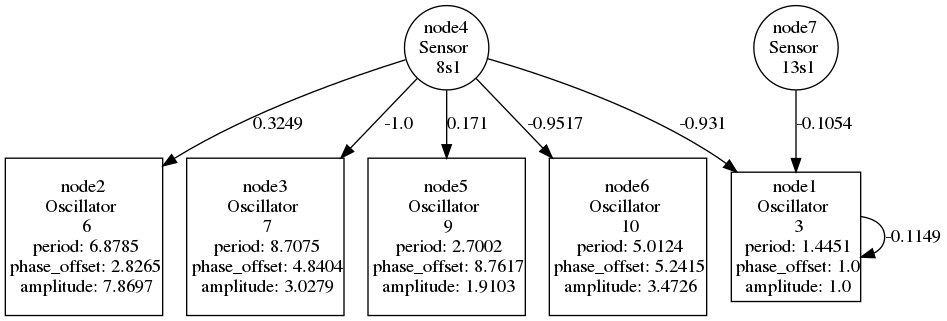 node4
Sensor
8s1
node7
Sensor
13s1
0.3249
-1.0
0.171
-0.9517
-0.931
-0.1054
node2
Oscillator
6
period: 6.8785
phase_offset: 2.8265
amplitude: 7.8697
node3
Oscillator
7
period: 8.7075
phase_offset: 4.8404
amplitude: 3.0279
node5
Oscillator
9
period: 2.7002
phase_offset: 8.7617
amplitude: 1.9103
node6
Oscillator
10
period: 5.0124
phase_offset: 5.2415
amplitude: 3.4726
node1
Oscillator
3
period: 1.4451
phase_offset: 1.0
amplitude: 1.0
-0.1149